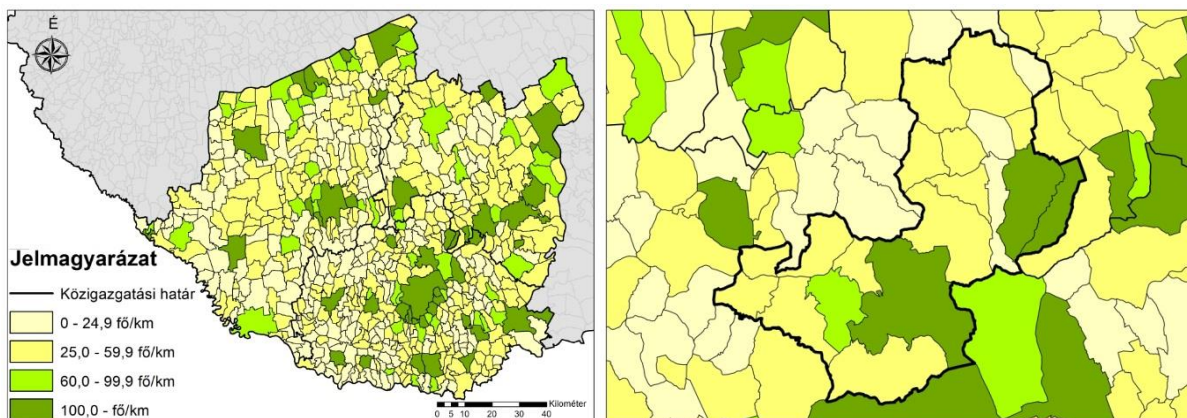 É
Jelmagyarázat
Közigazgatási határ
0 - 24,9 fő/km
25,0 - 59,9 fő/km
60,0 - 99,9 fő/km
100,0 - fő/km
Kilométer
0 5 10 20 30 40